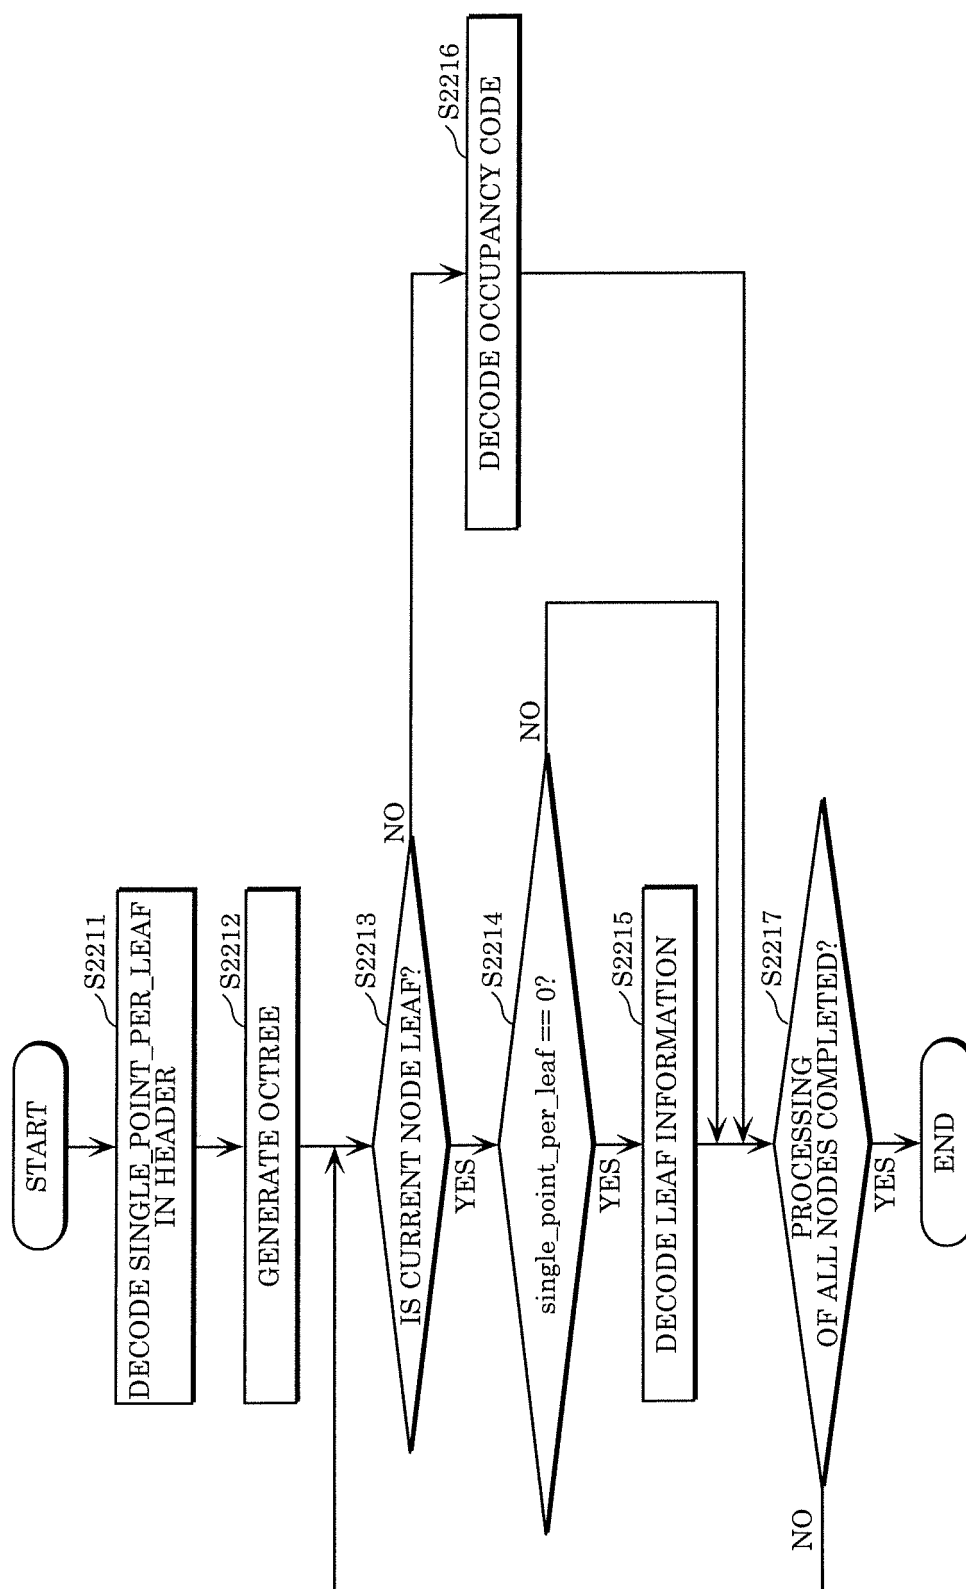 START
S2211
DECODE SINGLE_POINT_PER_LEAF
IN HEADER
S2212
GENERATE OCTREE
S2213
IS CURRENT NODE LEAF?
NO
YES
S2214
single_point_per_leaf == 0?
NO
YES
S2215
DECODE LEAF INFORMATION
S2216
DECODE OCCUPANCY CODE
S2217
PROCESSING
OF ALL NODES COMPLETED?
NO
YES
END